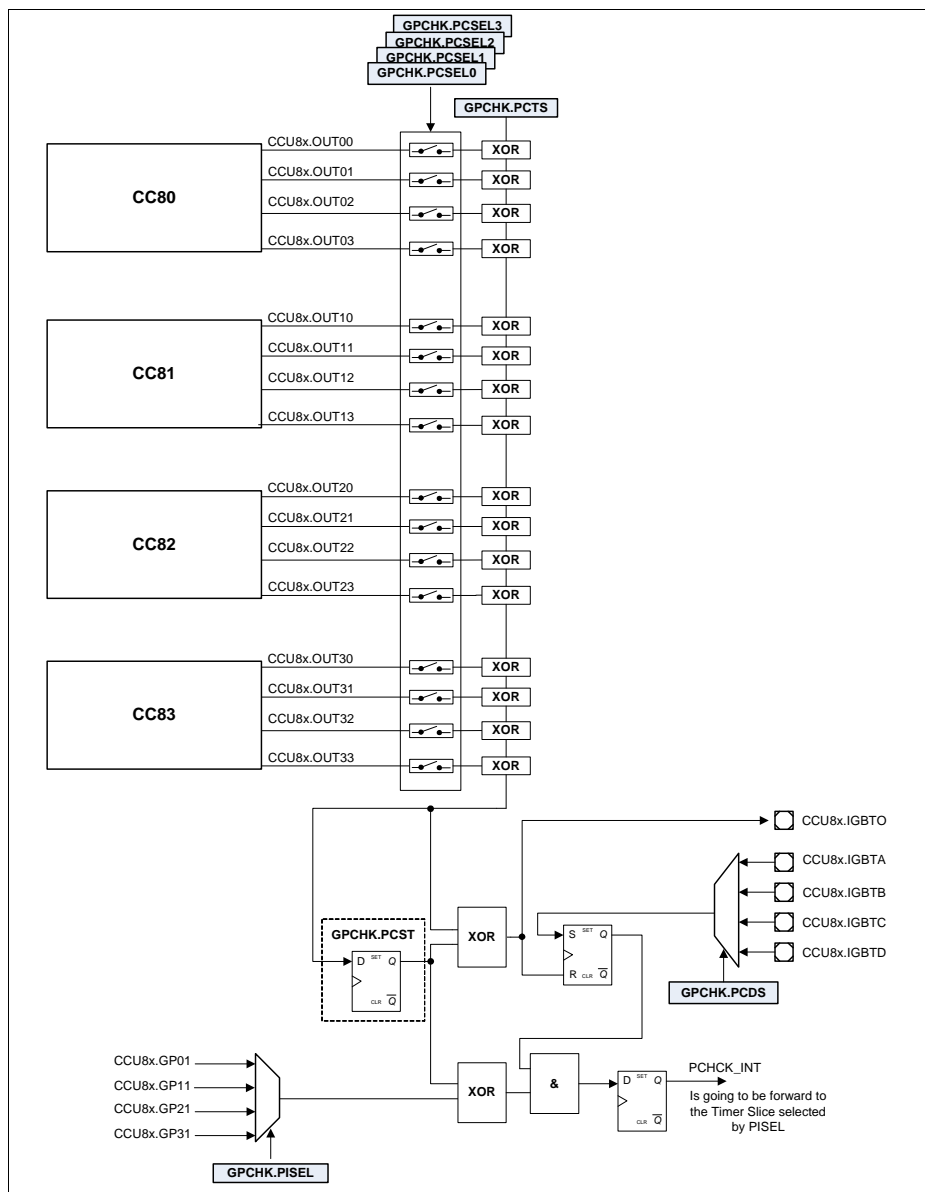 GPCHK.PCSEL3
GPCHK.PCSEL2
GPCHK.PCSEL1
GPCHK.PCSEL0
GPCHK.PCTS
CC80
CCU8x.OUT00
XOR
CCU8x.OUT01
XOR
CCU8x.OUT02
XOR
CCU8x.OUT03
XOR
CC81
CCU8x.OUT10
XOR
CCU8x.OUT11
XOR
CCU8x.OUT12
XOR
CCU8x.OUT13
XOR
CC82
CCU8x.OUT20
XOR
CCU8x.OUT21
XOR
CCU8x.OUT22
XOR
CCU8x.OUT23
XOR
CC83
CCU8x.OUT30
XOR
CCU8x.OUT31
XOR
CCU8x.OUT32
XOR
CCU8x.OUT33
XOR
CCU8x.IGBTO
CCU8x.IGBTA
CCU8x.IGBTB
CCU8x.IGBTC
CCU8x.IGBTD
GPCHK.PCDS
GPCHK.PCST
D SET Q
CLR Q
XOR
S SET Q
R CLR Q
CCU8x.GP01
CCU8x.GP11
CCU8x.GP21
CCU8x.GP31
GPCHK.PISEL
XOR
&
D SET Q
CLR Q
PCHCK_INT
Is going to be forward to
the Timer Slice selected
by PISEL